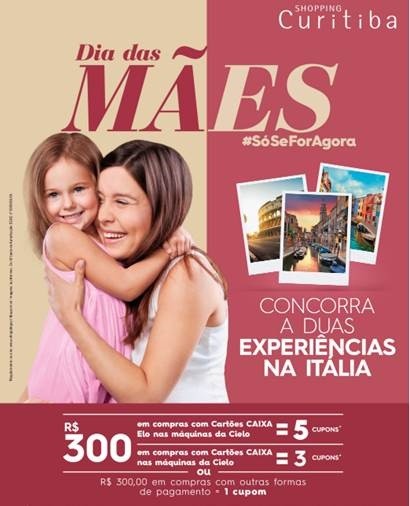 SHOPPING
Curitiba
Dia das
MÃES
#SóSeForAgora
CONCORRA
A DUAS
EXPERIÊNCIAS
NA ITÁLIA
R$
300
em compras com Cartões CAIXA
Elo nas máquinas da Cielo
= 5 CUPONS*
em compras com Cartões CAIXA
nas máquinas da Cielo
= 3 CUPONS*
ou
R$ 300,00 em compras com outras formas
de pagamento = 1 cupom